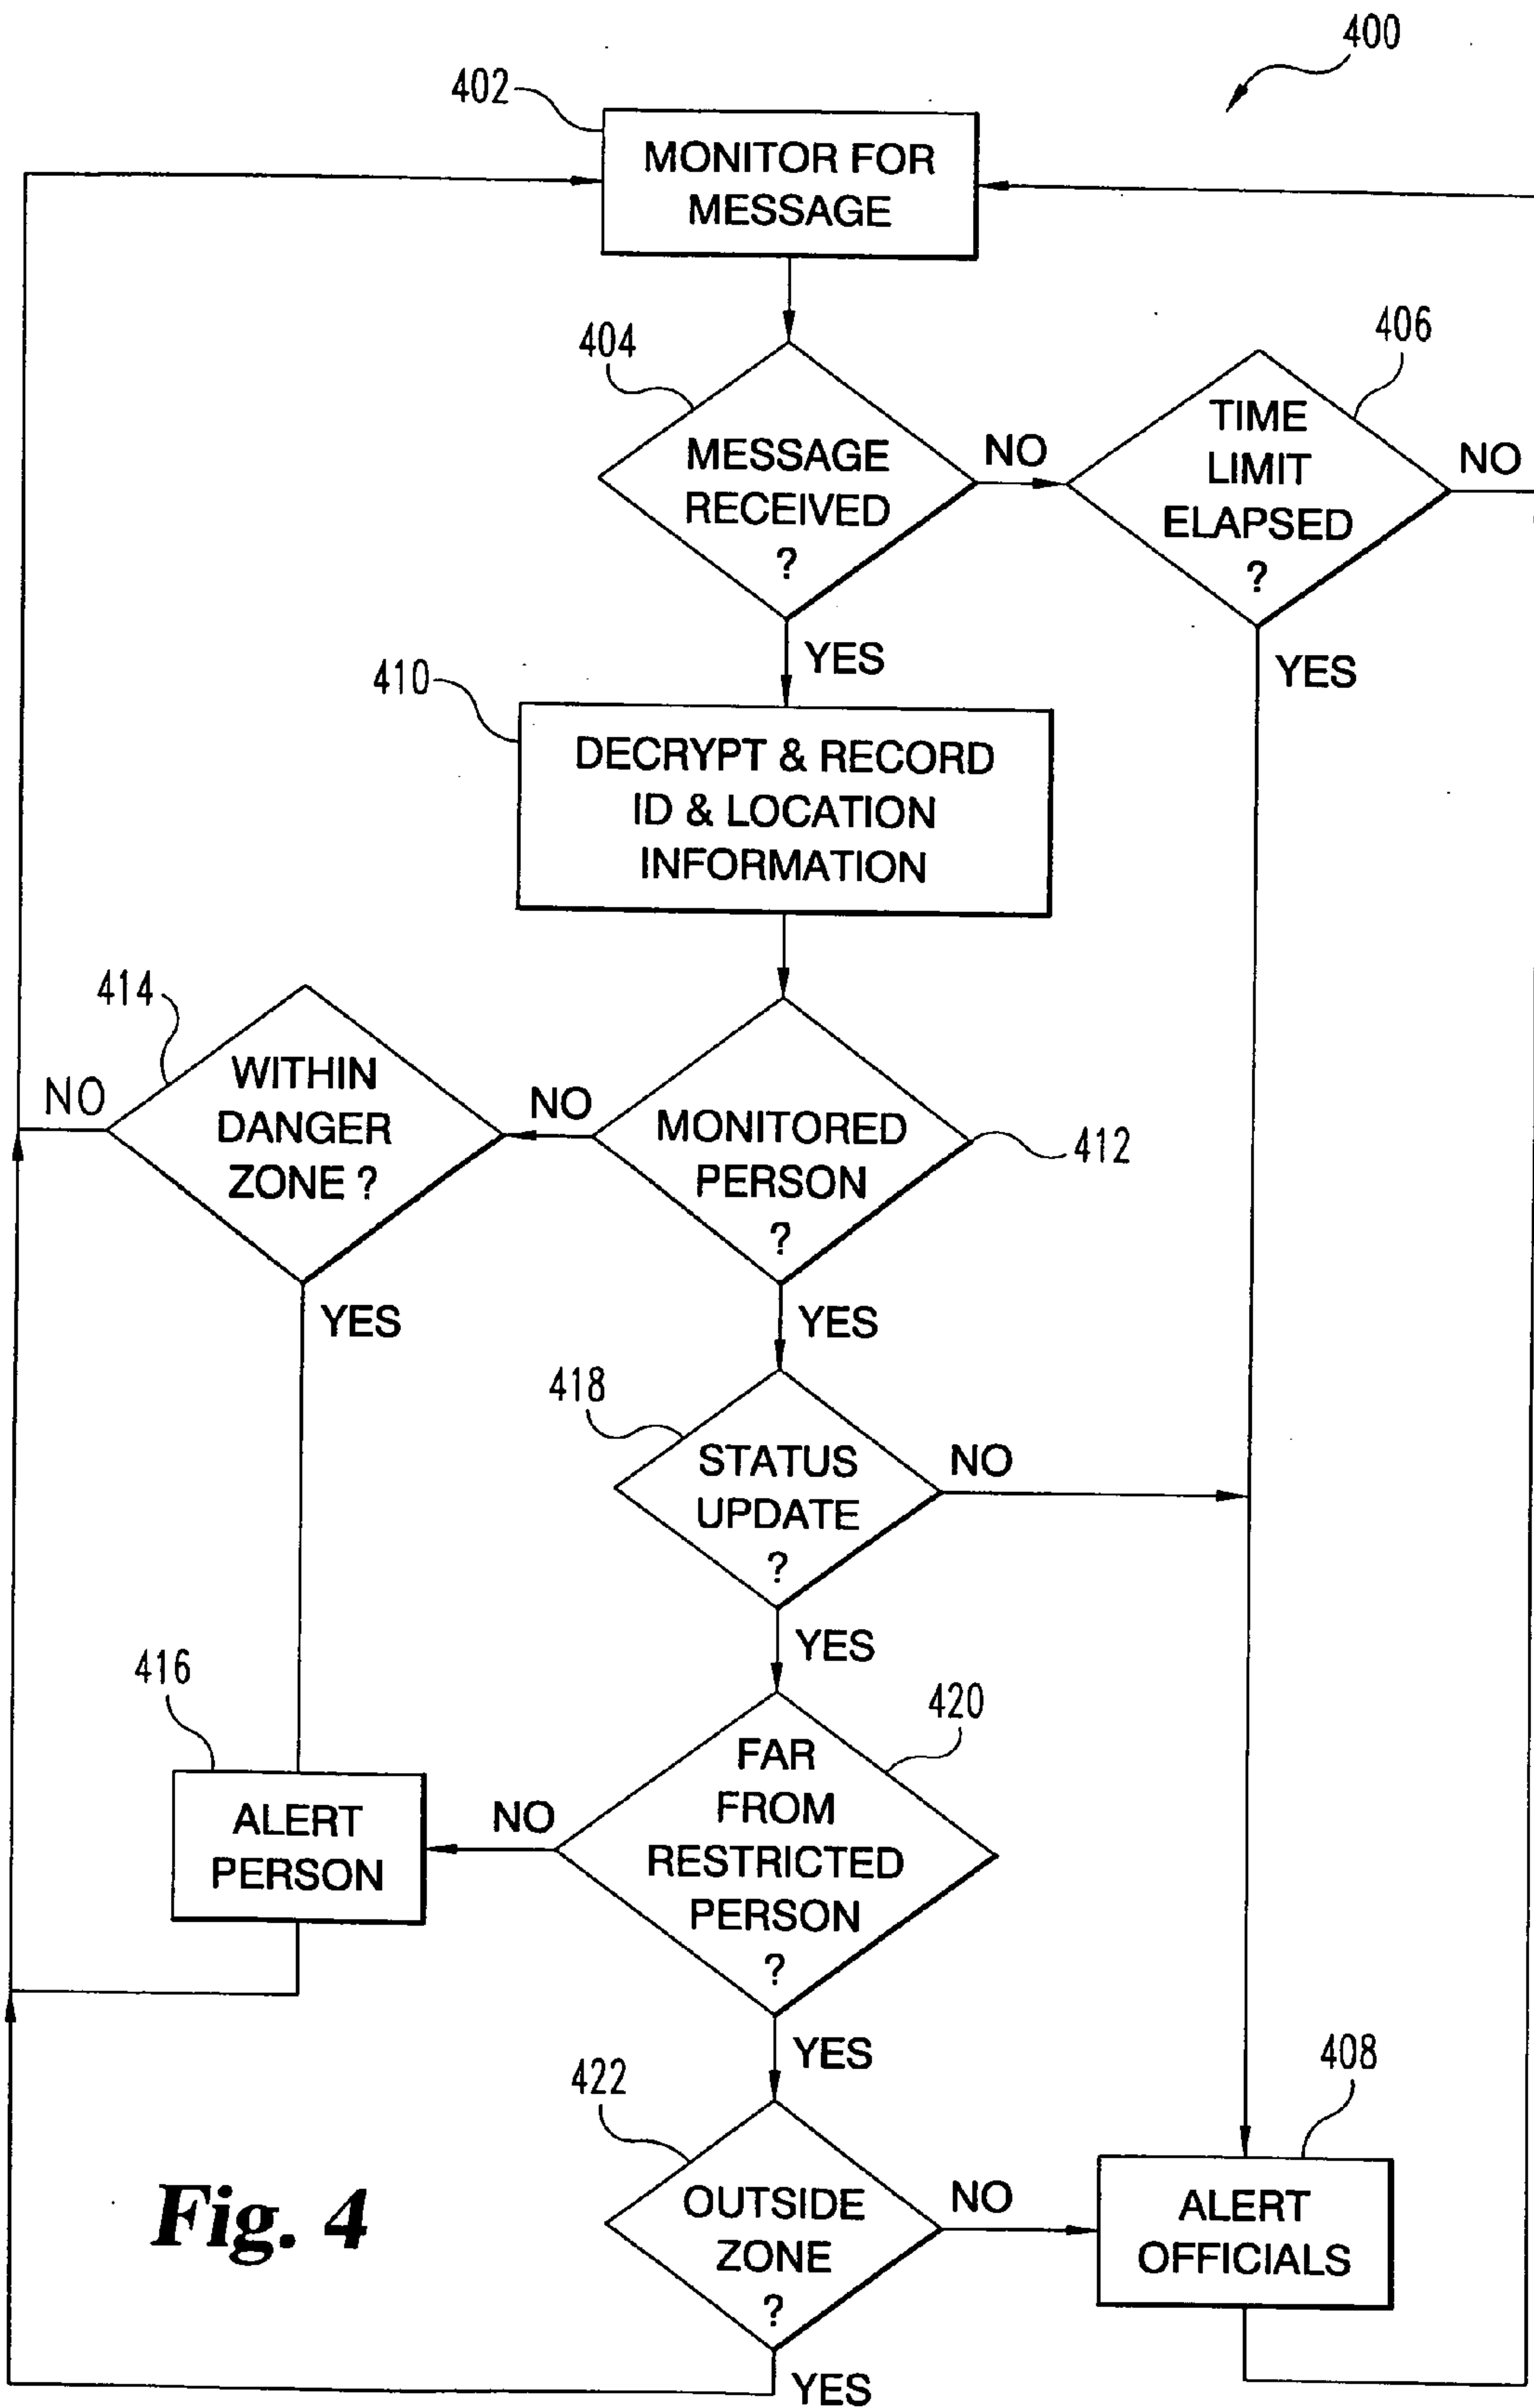 400
402
MONITOR FOR
MESSAGE
404
MESSAGE
RECEIVED
?
NO
406
TIME
LIMIT
ELAPSED
?
NO
YES
YES
410
DECRYPT & RECORD
ID & LOCATION
INFORMATION
414
WITHIN
DANGER
ZONE ?
NO
NO
MONITORED
PERSON
?
412
YES
YES
418
STATUS
UPDATE
?
NO
YES
416
ALERT
PERSON
NO
420
FAR
FROM
RESTRICTED
PERSON
?
YES
422
OUTSIDE
ZONE
?
NO
408
ALERT
OFFICIALS
YES
Fig. 4